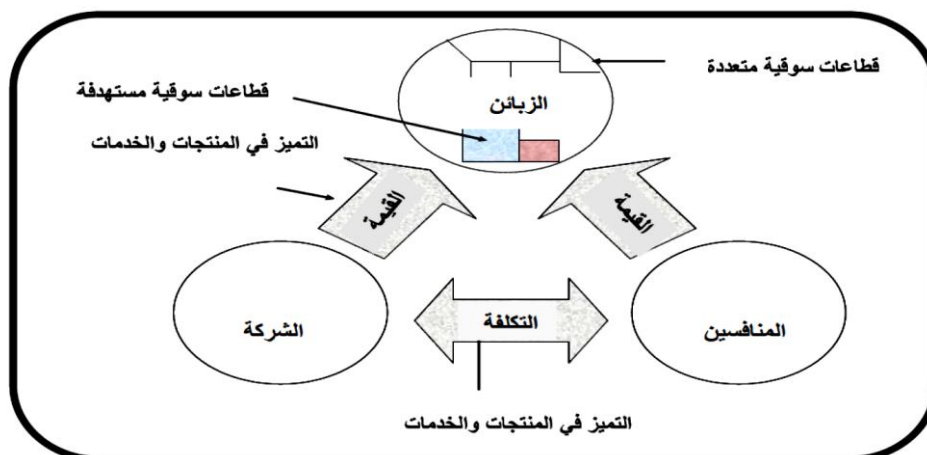 قطاعات سوقية متعددة
قطاعات سوقية مستهدفة
الزبائن
التميز في المنتجات والخدمات
القيمة
القيمة
المنافسين
التكلفة
الشركة
التميز في المنتجات والخدمات